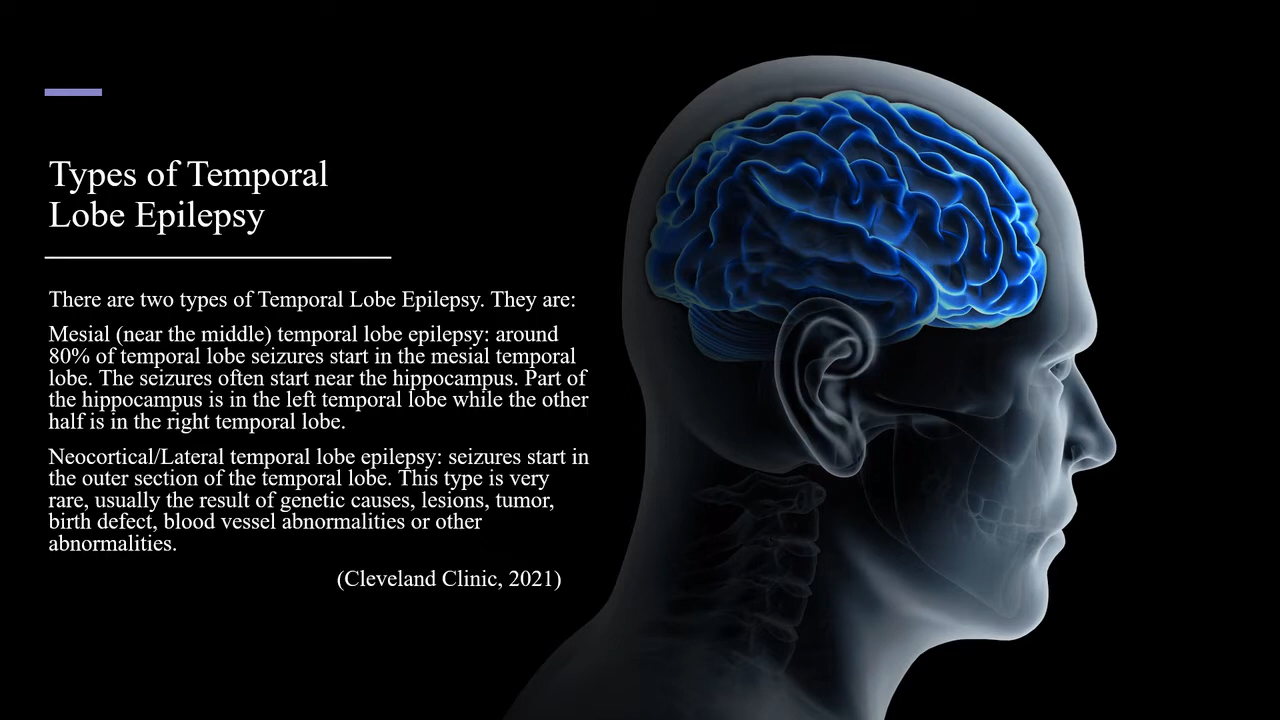 Types of Temporal
Lobe Epilepsy
There are two types of Temporal Lobe Epilepsy. They are:
Mesial (near the middle) temporal lobe epilepsy: around
80% of temporal lobe seizures start in the mesial temporal
lobe. The seizures often start near the hippocampus. Part of
the hippocampus is in the left temporal lobe while the other
half is in the right temporal lobe.
Neocortical/Lateral temporal lobe epilepsy: seizures start in
the outer section of the temporal lobe. This type is very
rare, usually the result of genetic causes, lesions, tumor,
birth defect, blood vessel abnormalities or other
abnormalities.
(Cleveland Clinic, 2021)